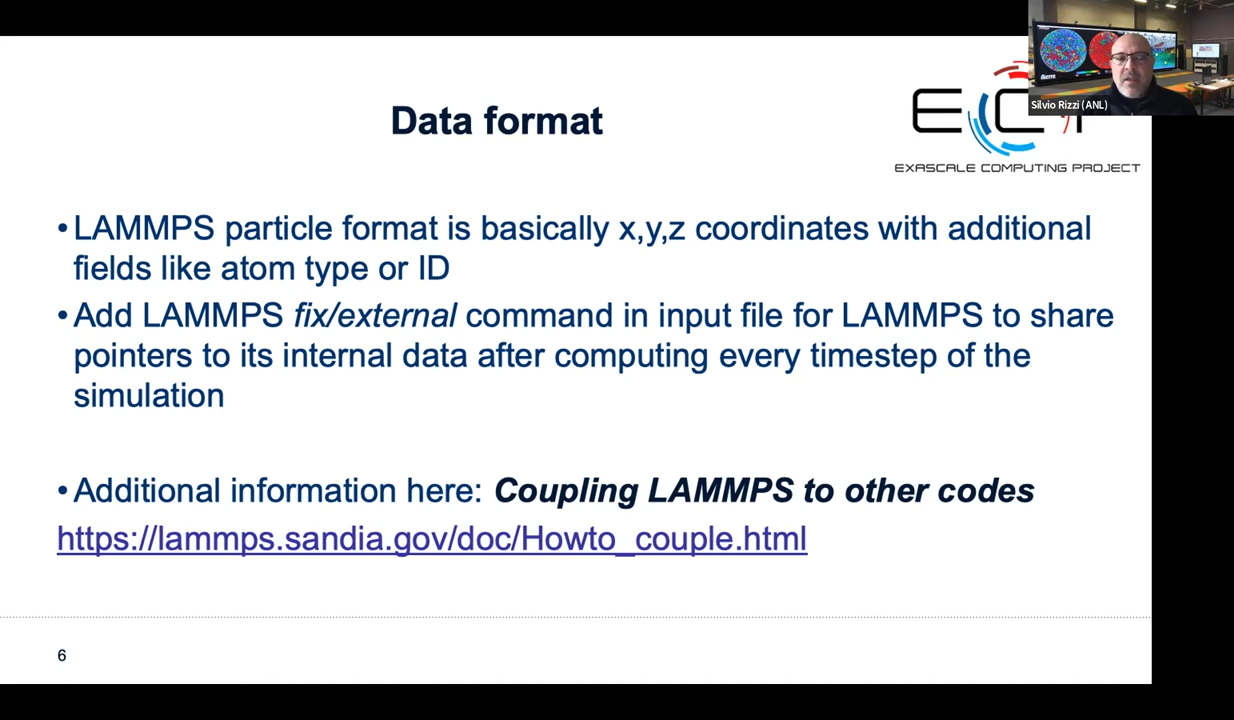 Silvio Rizzi (ANL)
Data format
EXASCALE COMPUTING PROJECT
•LAMMPS particle format is basically x,y,z coordinates with additional
fields like atom type or ID
•Add LAMMPS fix/external command in input file for LAMMPS to share
pointers to its internal data after computing every timestep of the
simulation
•Additional information here: Coupling LAMMPS to other codes
https://lammps.sandia.gov/doc/Howto_couple.html
6